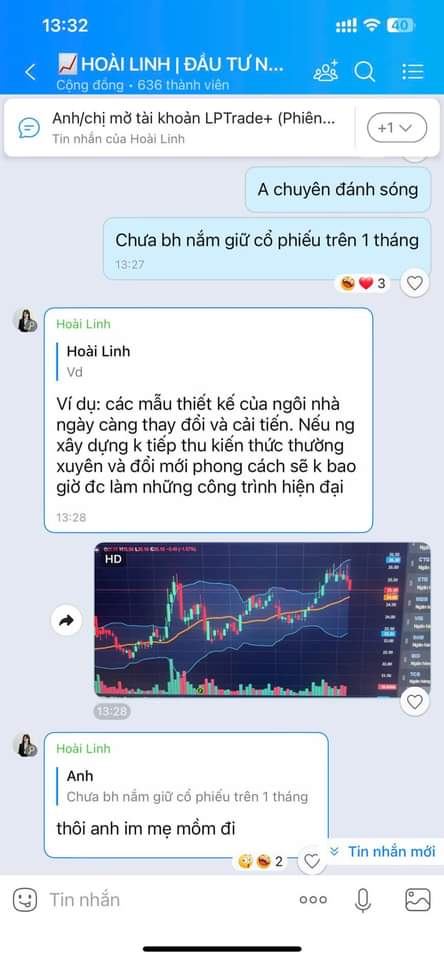 13:32
40
HOÀI LINH | ĐẦU TƯ N...
Cộng đồng • 636 thành viên
Anh/chị mở tài khoản LPTrade+ (Phiên...
Tin nhắn của Hoài Linh
+1
A chuyên đánh sóng
Chưa bh nắm giữ cổ phiếu trên 1 tháng
13:27
3
Hoài Linh
Hoài Linh
Vd
Ví dụ: các mẫu thiết kế của ngôi nhà
ngày càng thay đổi và cải tiến. Nếu ng
xây dựng k tiếp thu kiến thức thường
xuyên và đổi mới phong cách sẽ k bao
giờ đc làm những công trình hiện đại
13:28
HD
13:28
Hoài Linh
Anh
Chưa bh nắm giữ cổ phiếu trên 1 tháng
thôi anh im mẹ mồm đi
2
Tin nhắn mới
Tin nhắn